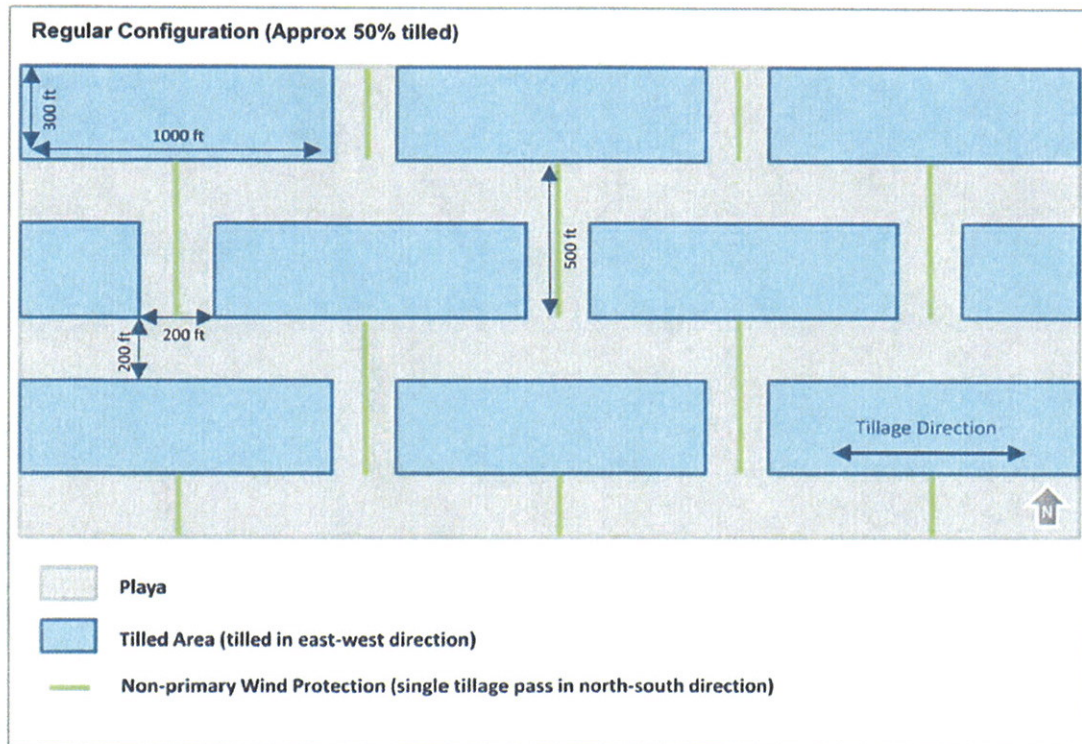 Regular Configuration (Approx 50% tilled)
300 ft
1000 ft
500 ft
200 ft
200 ft
Tillage Direction
N
Playa
Tilled Area (tilled in east-west direction)
Non-primary Wind Protection (single tillage pass in north-south direction)